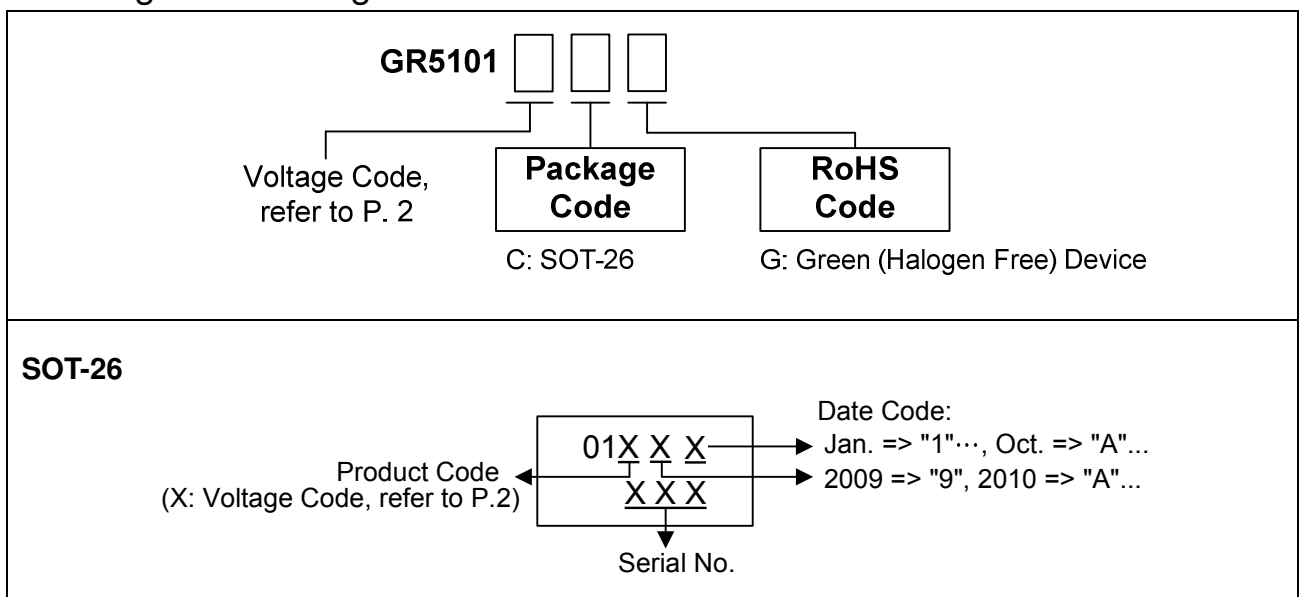 GR5101
Voltage Code,
refer to P. 2
Package
Code
RoHS
Code
C: SOT-26
G: Green (Halogen Free) Device
SOT-26
01X X X
X X X
Date Code:
Jan. => "1"⋯, Oct. => "A"...
2009 => "9", 2010 => "A"...
Product Code
(X: Voltage Code, refer to P.2)
Serial No.